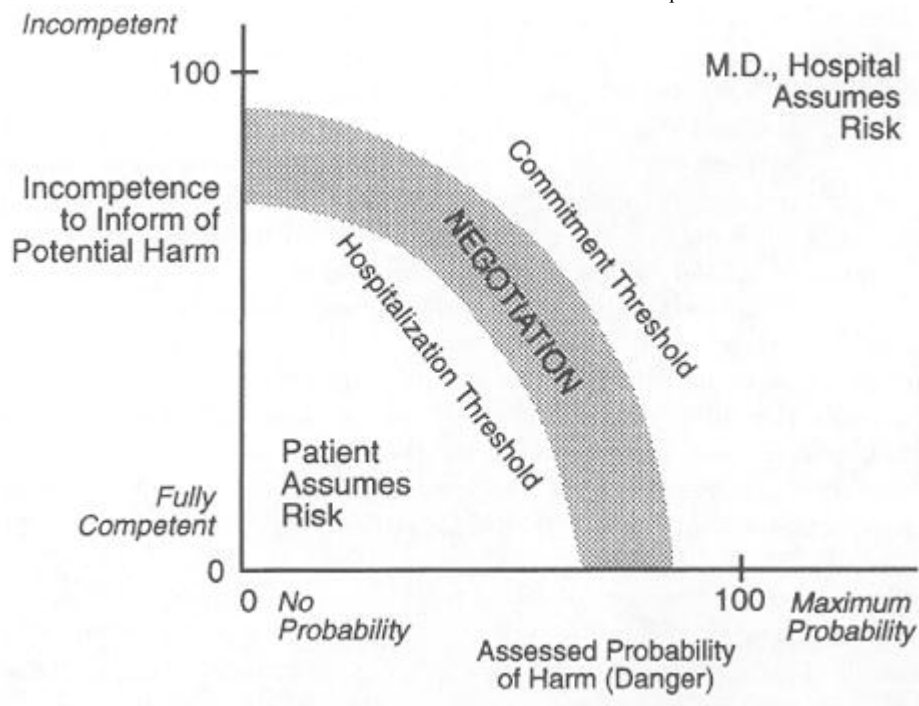 Incompetent
100
M.D., Hospital
Assumes
Risk
Incompetence
to Inform of
Potential Harm
Commitment Threshold
NEGOTIATION
Hospitalization Threshold
Patient
Assumes
Risk
Fully
Competent
0
0
No
Probability
100
Maximum
Probability
Assessed Probability
of Harm (Danger)